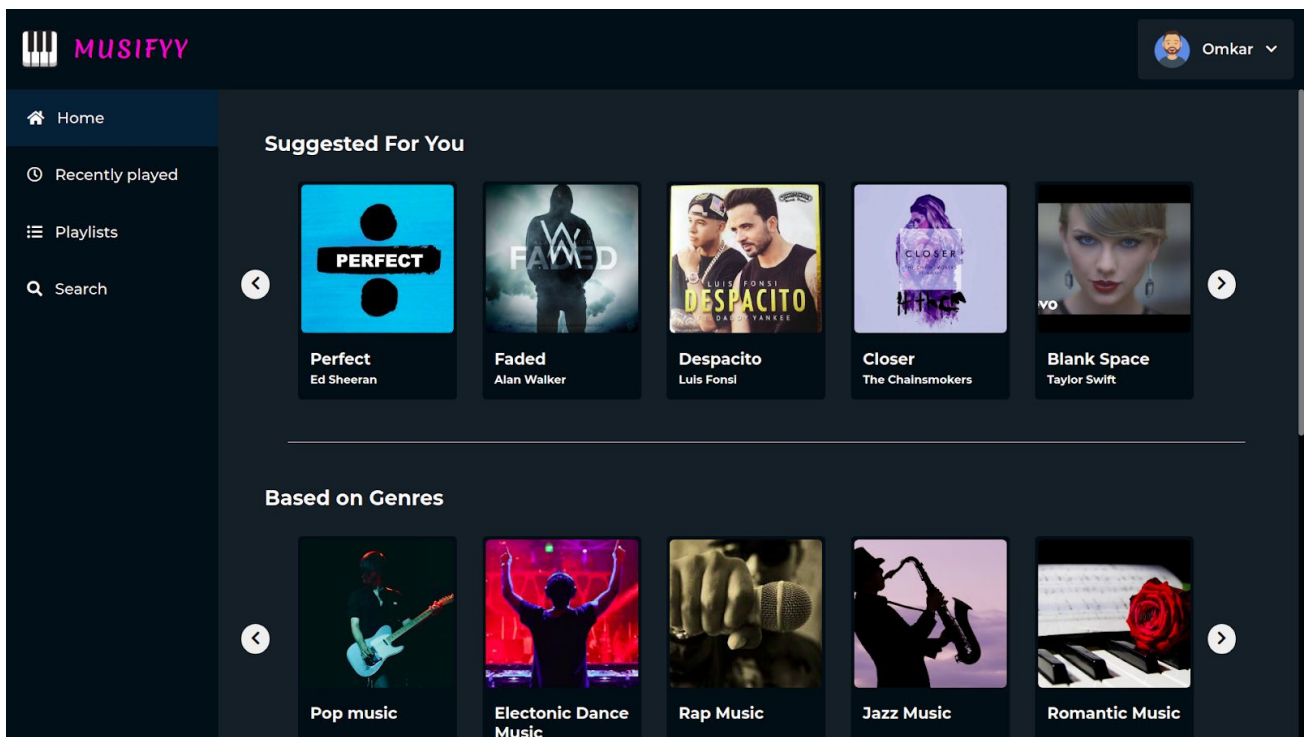 MUSIFYY
Omkar
Home
Recently played
Playlists
Search
Suggested For You
PERFECT
FADED
LUIS FONSI
DESPACITO
DADDY YANKEE
CLOSER
vo
Perfect
Ed Sheeran
Faded
Alan Walker
Despacito
Luis Fonsi
Closer
The Chainsmokers
Blank Space
Taylor Swift
Based on Genres
Pop music
Electonic Dance
Music
Rap Music
Jazz Music
Romantic Music